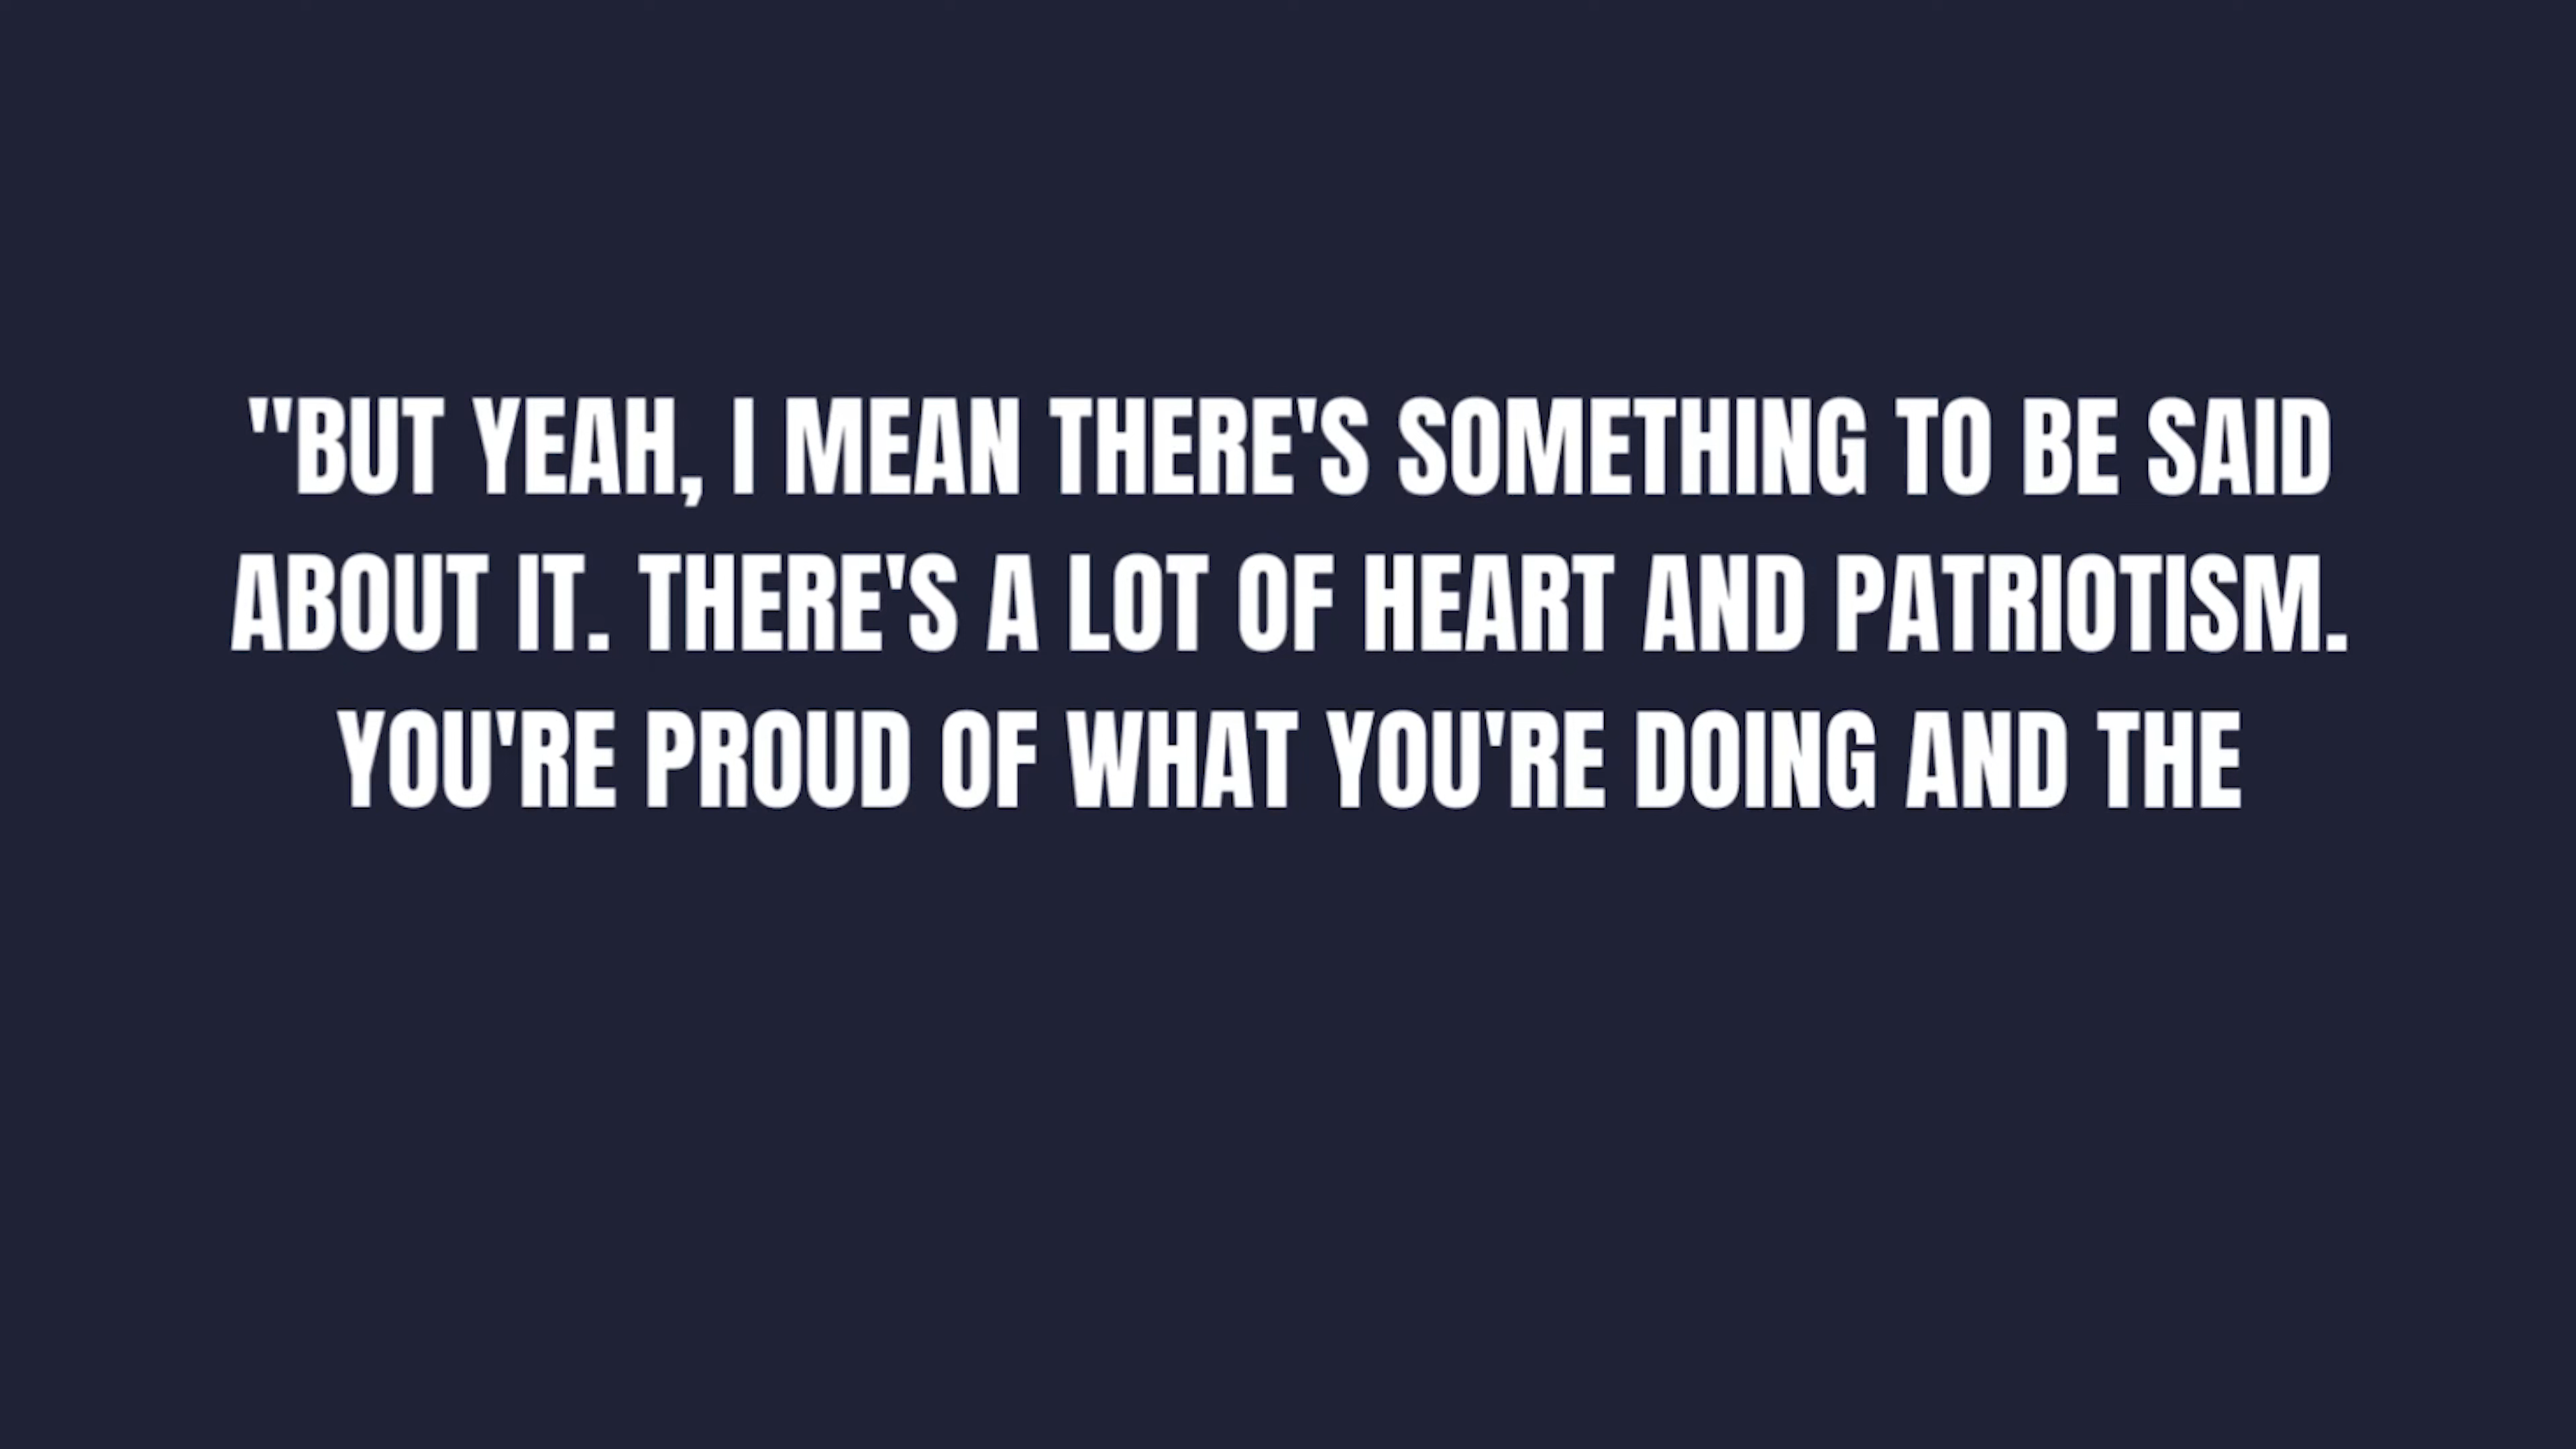 "BUT YEAH, I MEAN THERE'S SOMETHING TO BE SAID
ABOUT IT. THERE'S A LOT OF HEART AND PATRIOTISM.
YOU'RE PROUD OF WHAT YOU'RE DOING AND THE